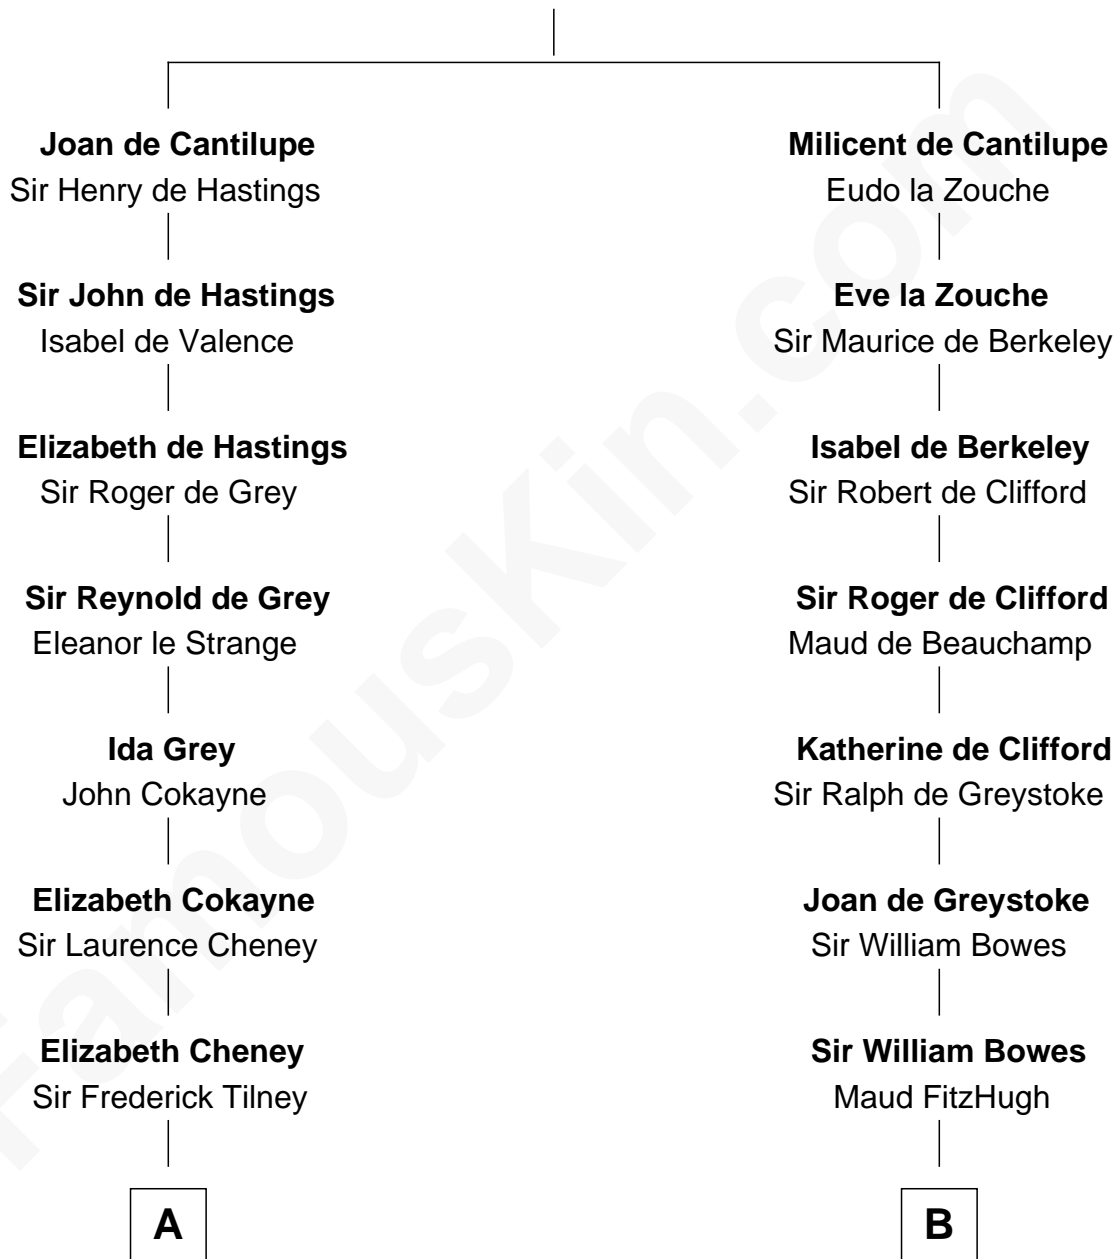 Joan de Cantilupe
Sir Henry de Hastings
Sir John de Hastings
Isabel de Valence
Elizabeth de Hastings
Sir Roger de Grey
Sir Reynold de Grey
Eleanor le Strange
Ida Grey
John Cokayne
Elizabeth Cokayne
Sir Laurence Cheney
Elizabeth Cheney
Sir Frederick Tilney
A
Milicent de Cantilupe
Eudo la Zouche
Eve la Zouche
Sir Maurice de Berkeley
Isabel de Berkeley
Sir Robert de Clifford
Sir Roger de Clifford
Maud de Beauchamp
Katherine de Clifford
Sir Ralph de Greystoke
Joan de Greystoke
Sir William Bowes
Sir William Bowes
Maud FitzHugh
B
FamousKin.com